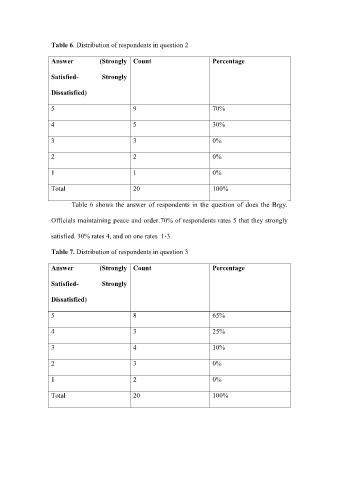 Table 6. Distribution of respondents in question 2
Answer (Strongly Count Percentage
Satisfied- Strongly
Dissatisfied)
5 9 70%
4 5 30%
3 3 0%
2 2 0%
1 1 0%
Total 20 100%
Table 6 shows the answer of respondents in the question of does the Brgy.
Officials maintaining peace and order.70% of respondents rates 5 that they strongly
satisfied. 30% rates 4, and on one rates 1-3.
Table 7. Distribution of respondents in question 3
Answer (Strongly Count Percentage
Satisfied- Strongly
Dissatisfied)
5 8 65%
4 3 25%
3 4 10%
2 3 0%
1 2 0%
Total 20 100%